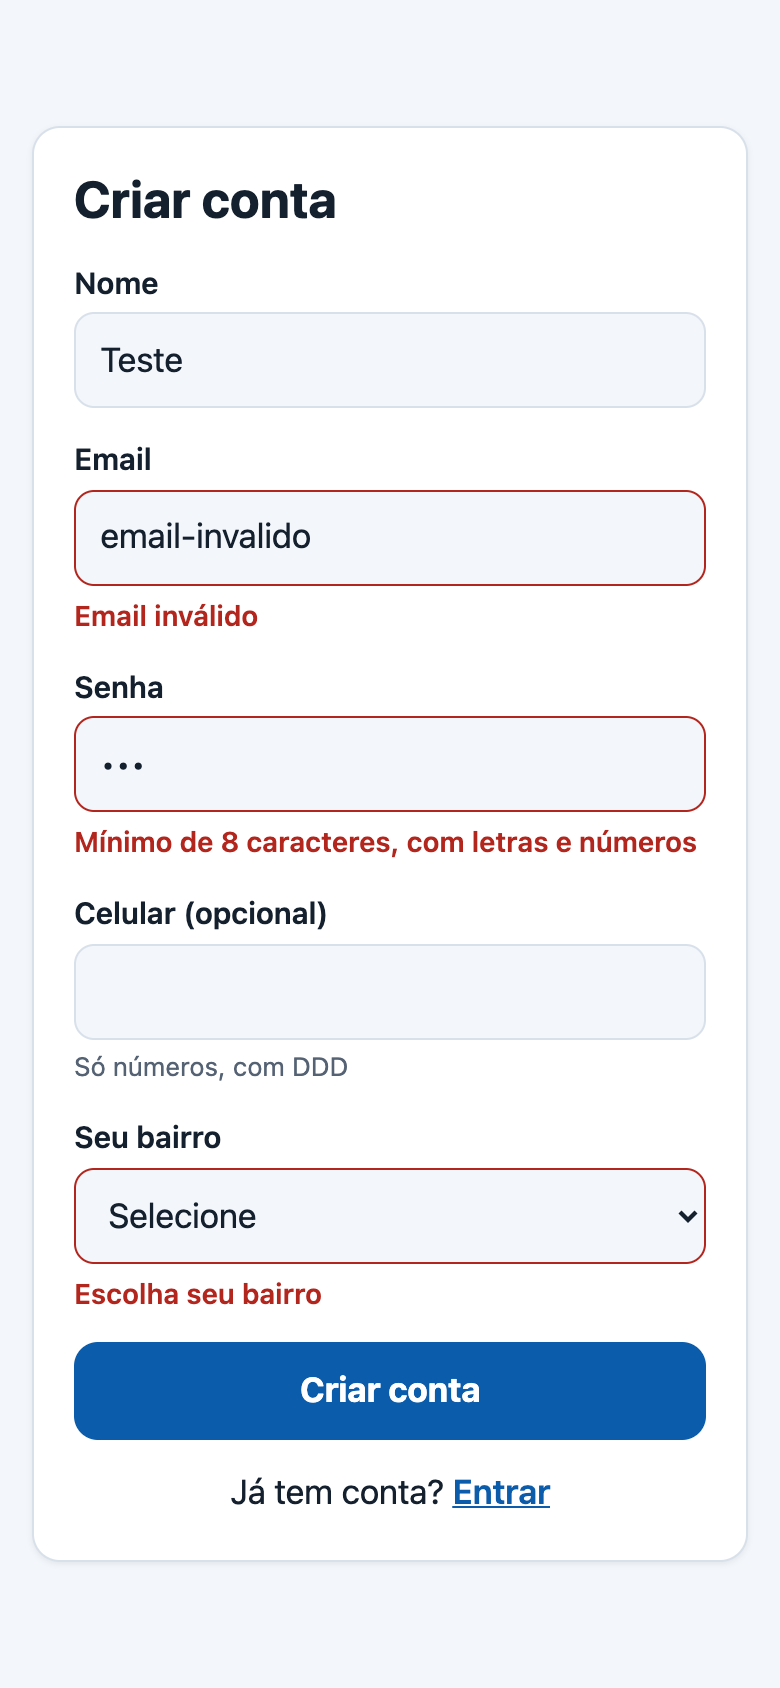 Criar conta
Nome
Teste
Email
email-invalido
Email inválido
Senha
•••
Mínimo de 8 caracteres, com letras e números
Celular (opcional)
Só números, com DDD
Seu bairro
Selecione
Escolha seu bairro
Criar conta
Já tem conta? Entrar